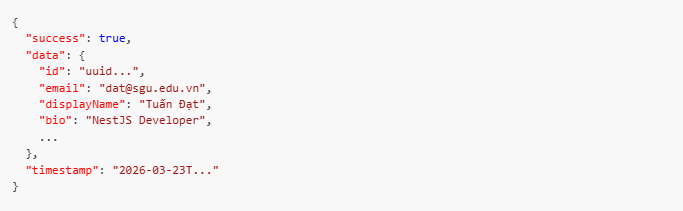 {
  "success": true,
  "data": {
    "id": "uuid...",
    "email": "dat@sgu.edu.vn",
    "displayName": "Tuấn Đạt",
    "bio": "NestJS Developer",
    ...
  },
  "timestamp": "2026-03-23T..."
}